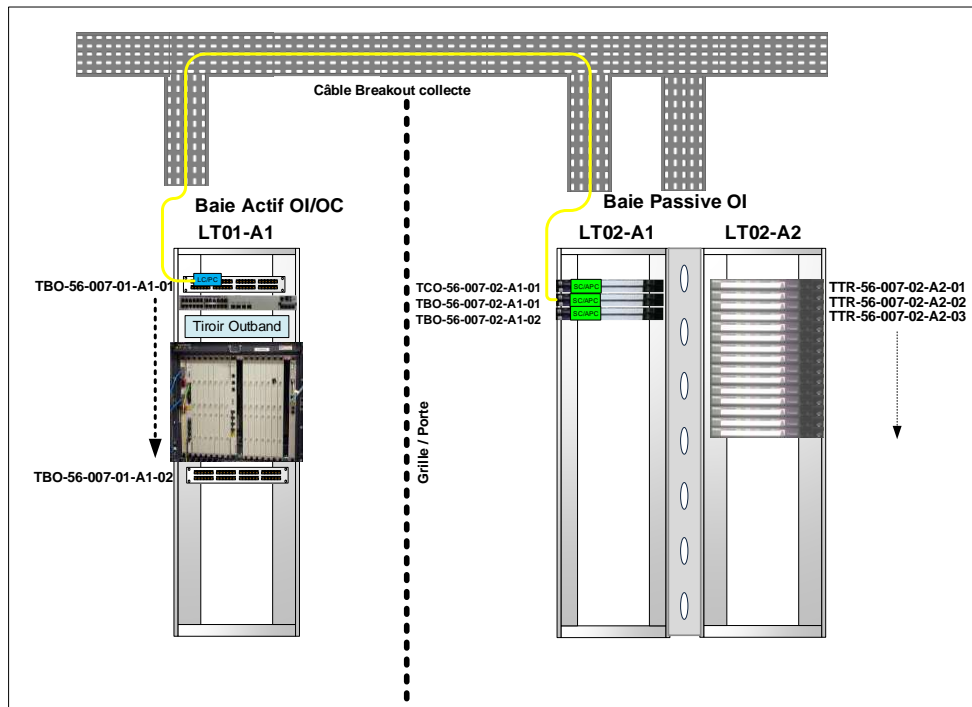 Câble Breakout collecte
Baie Actif OI/OC
LT01-A1
Baie Passive OI
LT02-A1
LT02-A2
TBO-56-007-01-A1-01
LC/PC
Tiroir Outband
TBO-56-007-01-A1-02
Grille / Porte
TCO-56-007-02-A1-01
TBO-56-007-02-A1-01
TBO-56-007-02-A1-02
SC/APC
SC/APC
SC/APC
TTR-56-007-02-A2-01
TTR-56-007-02-A2-02
TTR-56-007-02-A2-03